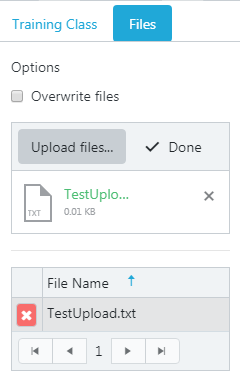 Training Class Files
Options
Overwrite files
Upload files... Done
TestUplo...
TXT
0.01 KB
File Name
TestUpload.txt
1